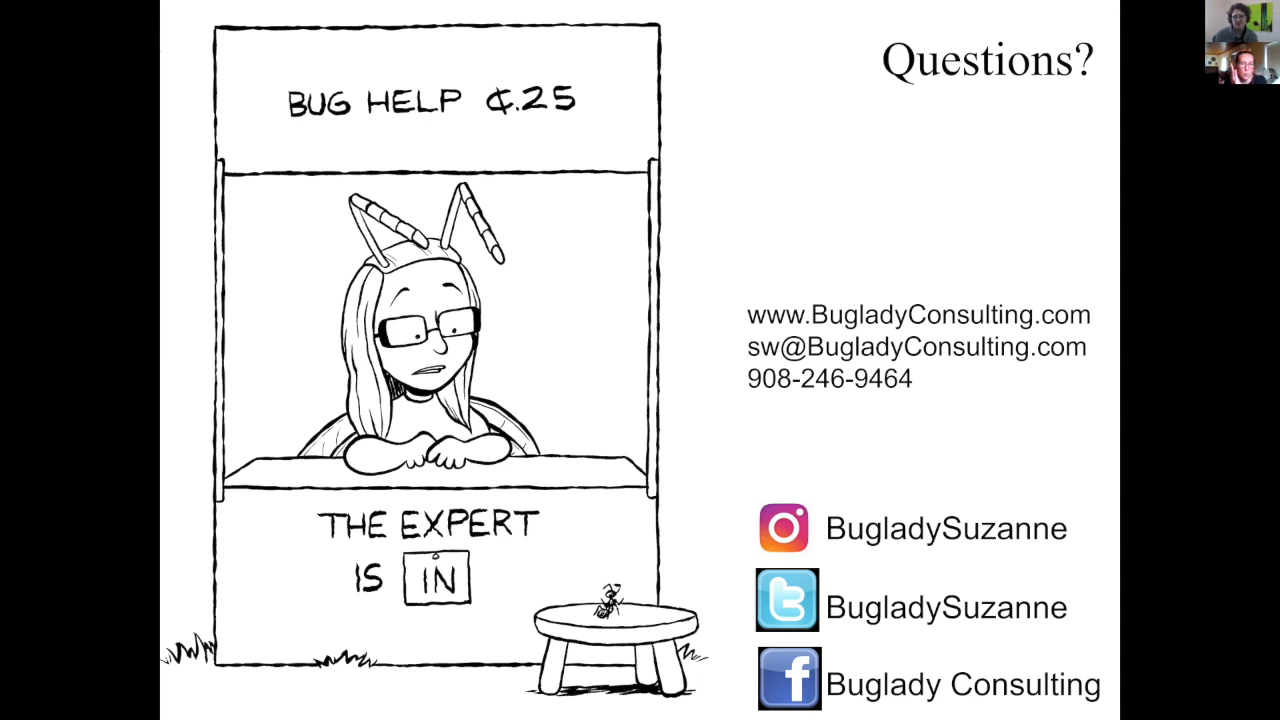 Questions?
BUG HELP ¢.25
www.BugladyConsulting.com
sw@BugladyConsulting.com
908-246-9464
THE EXPERT
IS IN
BugladySuzanne
BugladySuzanne
Buglady Consulting